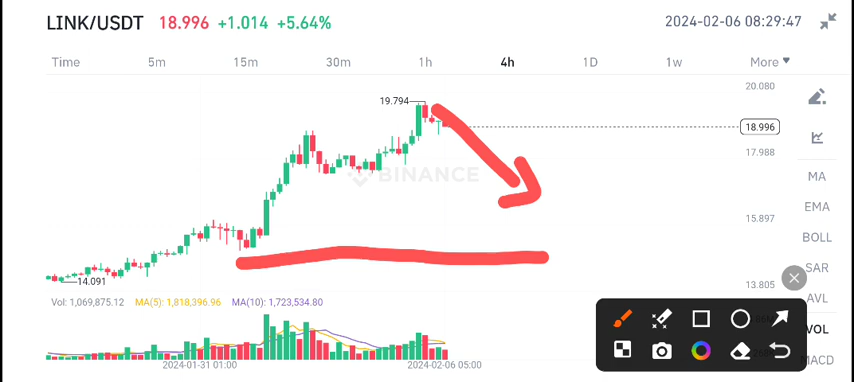 LINK/USDT 18.996 +1.014 +5.64% 2024-02-06 08:29:47
Time 5m 15m 30m 1h 4h 1D 1w More
20.080
19.794
18.996
17.988
MA
BINANCE
EMA
15.897
BOLL
SAR
14.091
13.805
AVL
Vol: 1,069,875.12 MA(5): 1,818,396.96 MA(10): 1,723,534.80
VOL
MACD
2024-01-31 01:00 2024-02-06 05:00